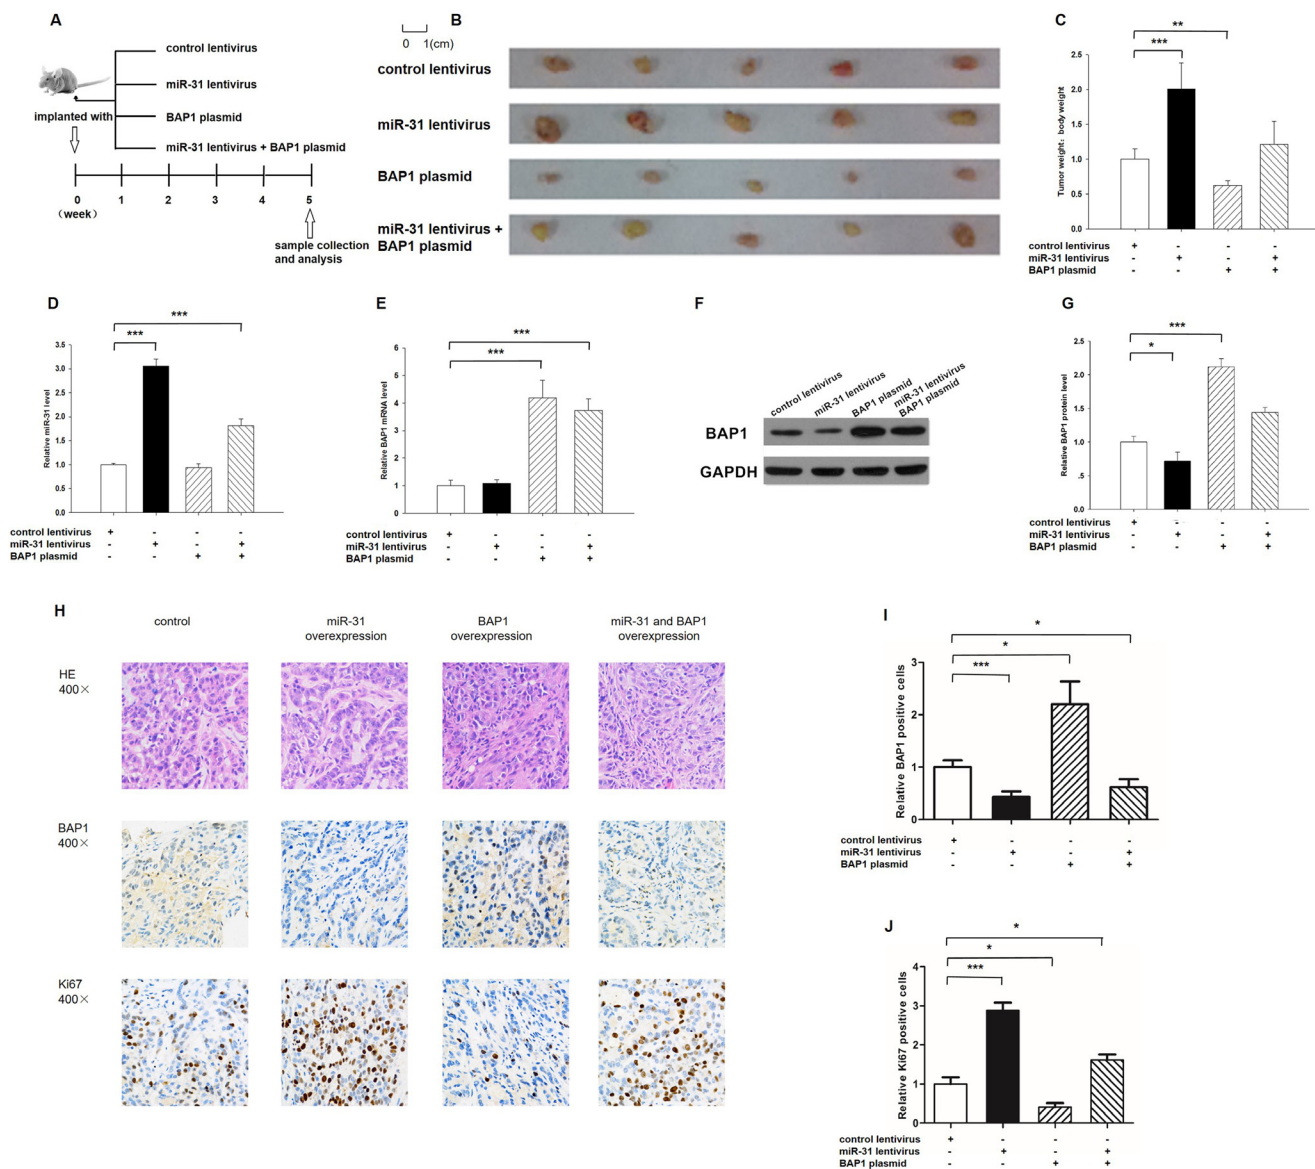 A
control lentivirus
miR-31 lentivirus
implanted with
BAP1 plasmid
miR-31 lentivirus + BAP1 plasmid
0 1 2 3 4 5
(week)
sample collection
and analysis
B
0 1(cm)
control lentivirus
miR-31 lentivirus
BAP1 plasmid
miR-31 lentivirus +
BAP1 plasmid
C
**
***
Tumor weight: body weight
2.5
2.0
1.5
1.0
0.5
0.0
control lentivirus + - - -
miR-31 lentivirus - + - +
BAP1 plasmid - - + +
D
***
***
Relative miR-31 level
3.5
3.0
2.5
2.0
1.5
1.0
0.5
0.0
control lentivirus + - - -
miR-31 lentivirus - + - +
BAP1 plasmid - - + +
E
***
***
Relative BAP1 mRNA level
6
5
4
3
2
1
0
control lentivirus + - - -
miR-31 lentivirus - + - +
BAP1 plasmid - - + +
F
control lentivirus
miR-31 lentivirus
BAP1 plasmid
miR-31 lentivirus
BAP1 plasmid
BAP1
GAPDH
G
***
*
Relative BAP1 protein level
2.5
2.0
1.5
1.0
0.5
0.0
control lentivirus + - - -
miR-31 lentivirus - + - +
BAP1 plasmid - - + +
H
control
miR-31
overexpression
BAP1
overexpression
miR-31 and BAP1
overexpression
HE
400×
BAP1
400×
Ki67
400×
I
*
*
***
Relative BAP1 positive cells
3
2
1
0
control lentivirus + - - -
miR-31 lentivirus - + - +
BAP1 plasmid - - + +
J
*
*
***
Relative Ki67 positive cells
4
3
2
1
0
control lentivirus + - - -
miR-31 lentivirus - + - +
BAP1 plasmid - - + +